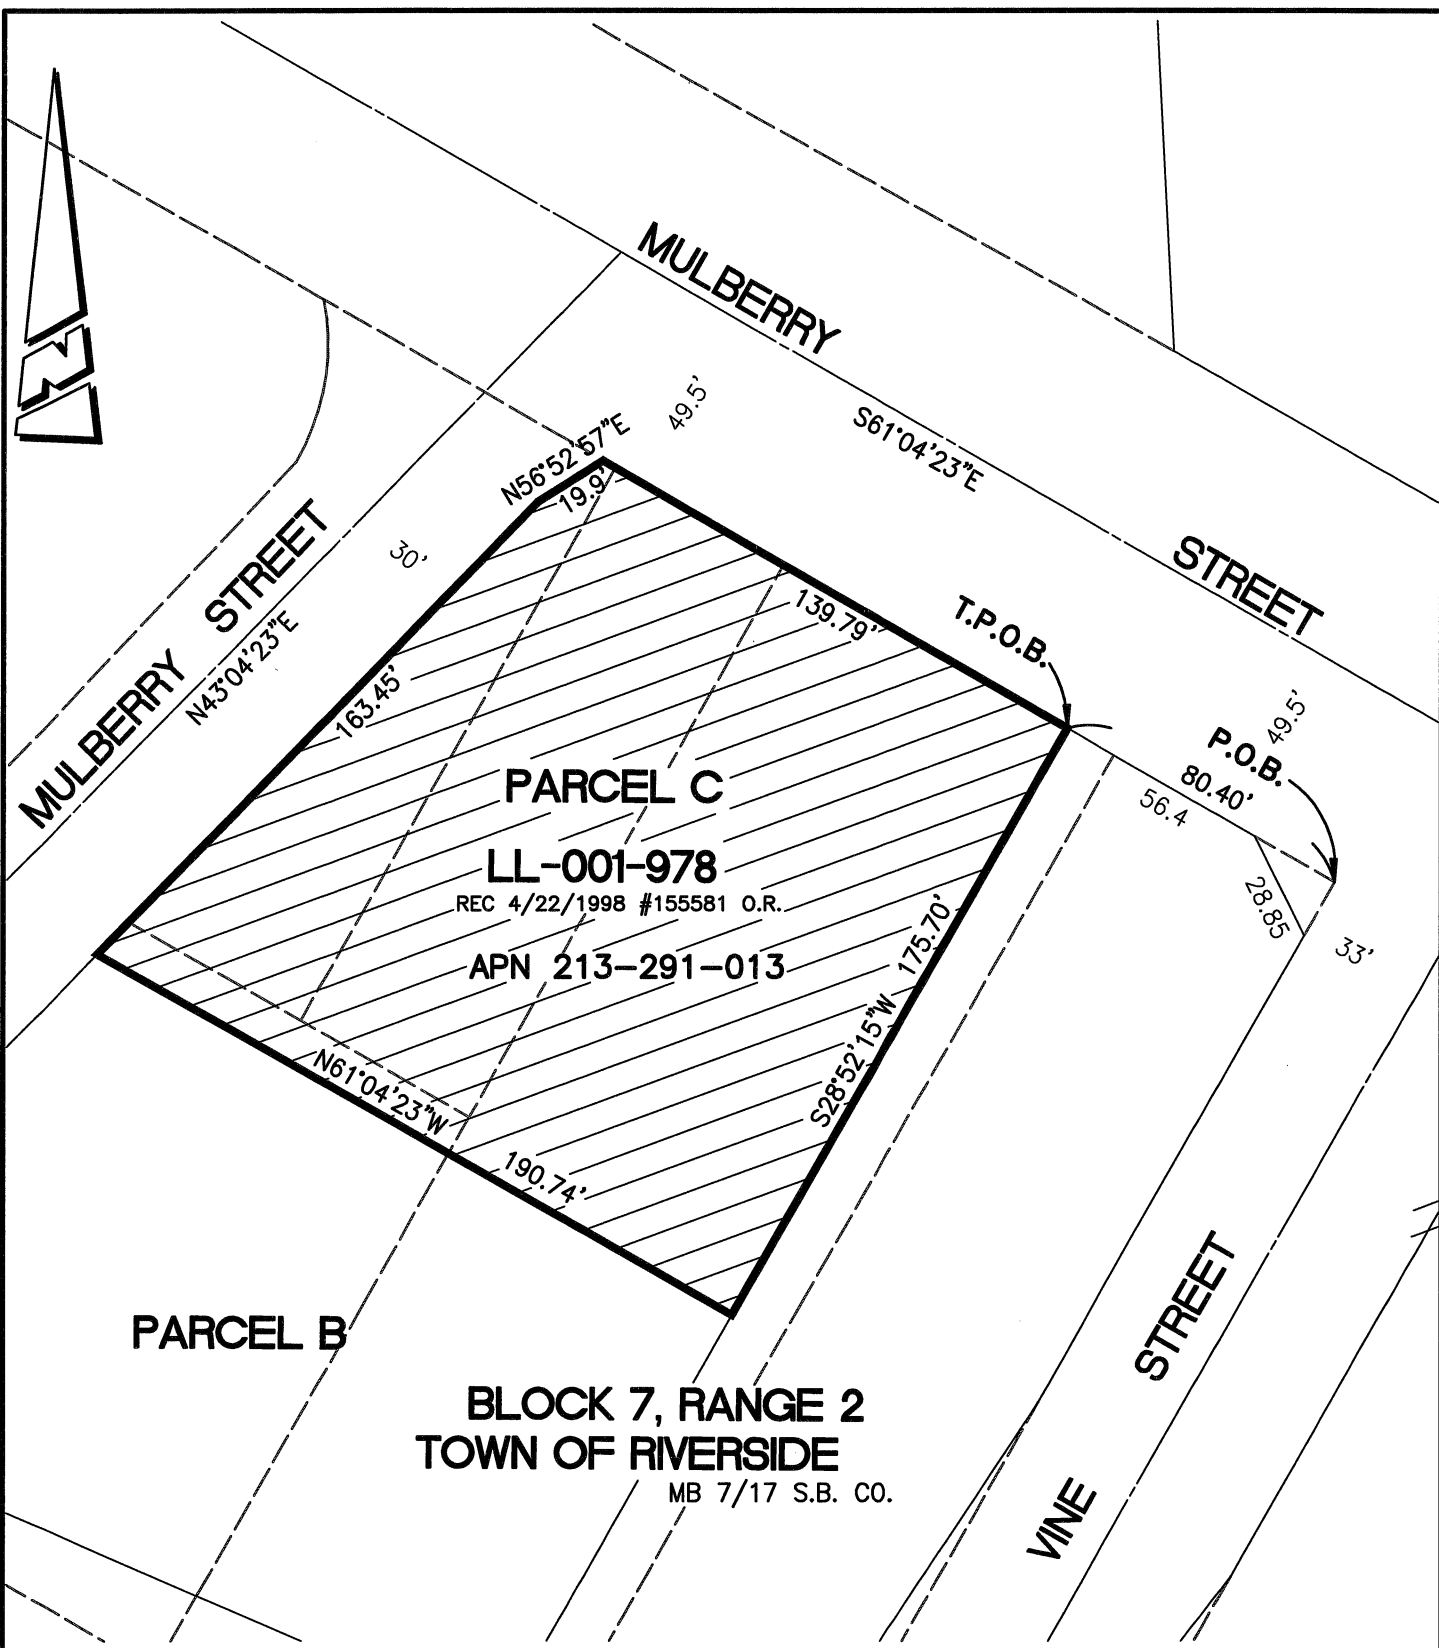 N
MULBERRY
STREET
S61°04'23"E
49.5'
N56°52'57"E
19.9'
30'
MULBERRY STREET
N43°04'23"E
163.45'
139.79'
T.P.O.B.
49.5'
P.O.B.
80.40'
56.4
28.85
33'
PARCEL C
LL-001-978
REC 4/22/1998 #155581 O.R.
APN 213-291-013
175.70'
S28°52'15"W
N61°04'23"W
190.74'
PARCEL B
BLOCK 7, RANGE 2
TOWN OF RIVERSIDE
MB 7/17 S.B. CO.
VINE STREET